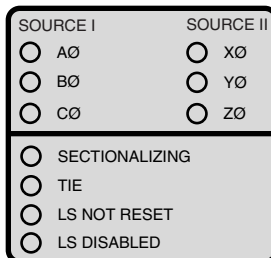 SOURCE I SOURCE II
AØ XØ
BØ YØ
CØ ZØ
SECTIONALIZING
TIE
LS NOT RESET
LS DISABLED